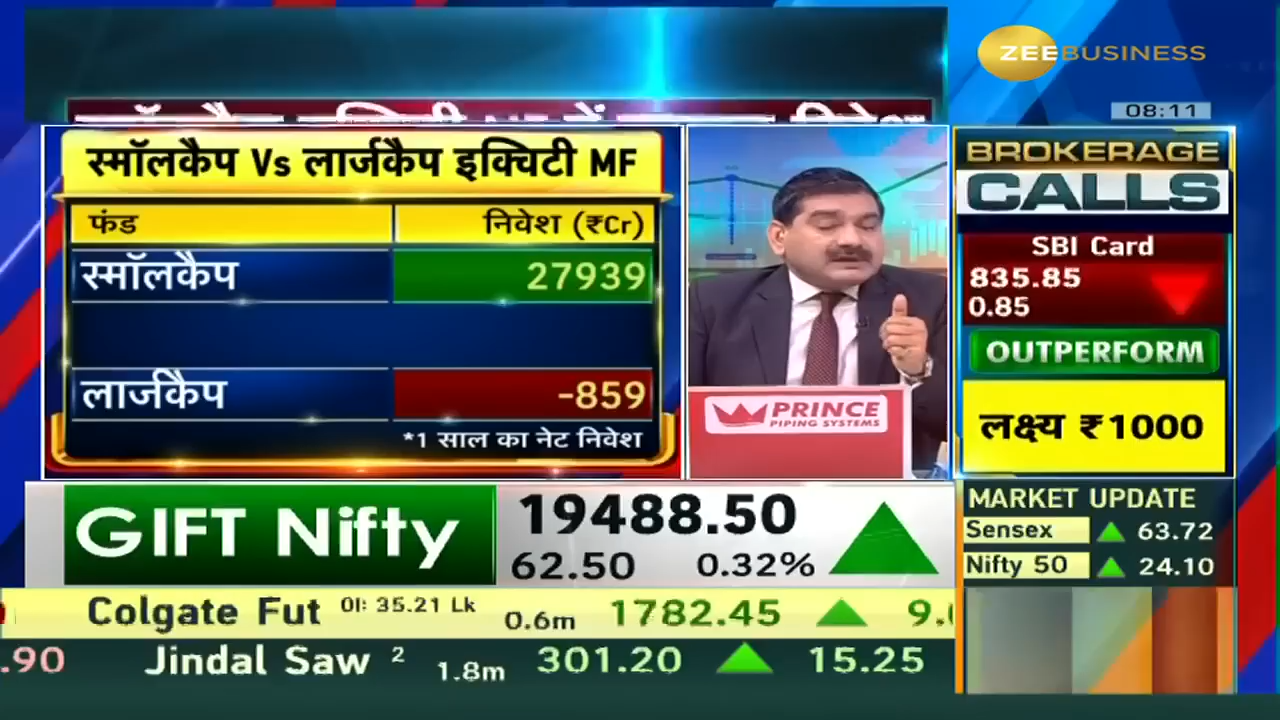 ZEEBUSINESS
08:11
स्मॉलकैप Vs लार्जकैप इक्विटी MF
फंड निवेश (₹Cr)
स्मॉलकैप 27939
लार्जकैप -859
*1 साल का नेट निवेश
PRINCE
PIPING SYSTEMS
BROKERAGE
CALLS
SBI Card
835.85
0.85
OUTPERFORM
लक्ष्य ₹1000
GIFT Nifty
19488.50
62.50 0.32%
MARKET UPDATE
Sensex 63.72
Nifty 50 24.10
Colgate Fut OI: 35.21 Lk 0.6m 1782.45
.90 Jindal Saw 2 1.8m 301.20 15.25